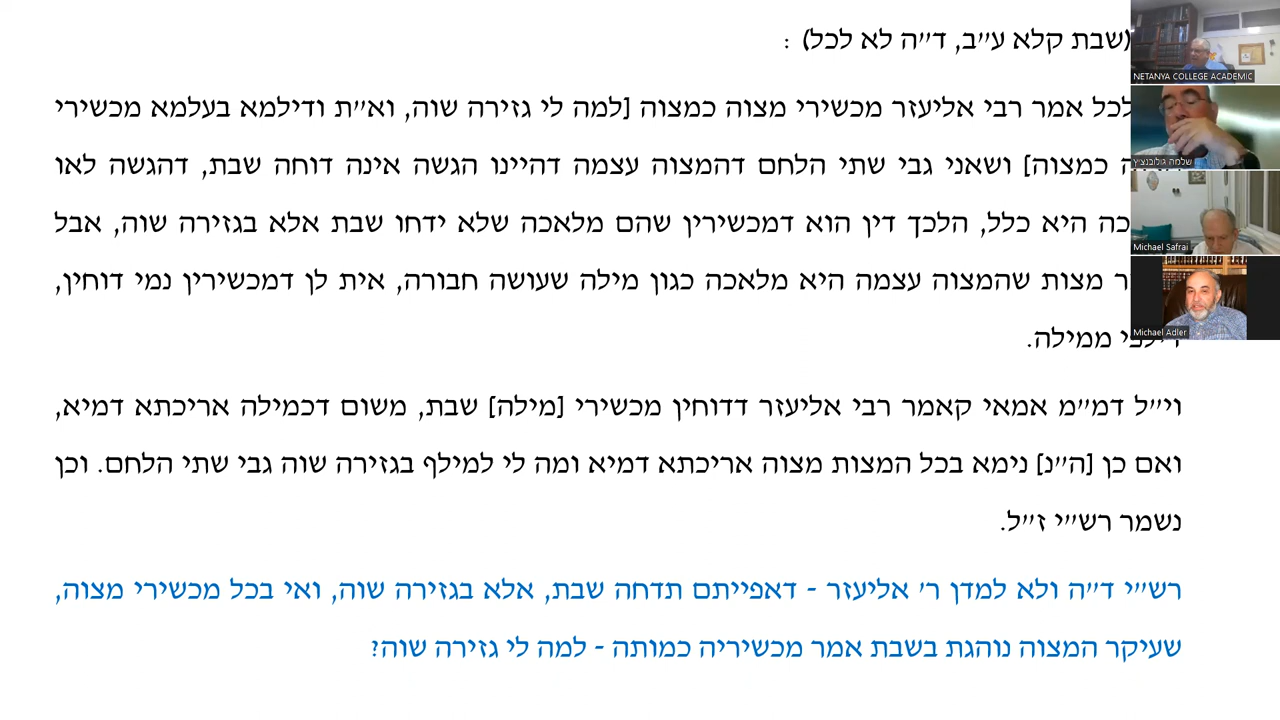 (שבת קלא ע״ב, ד״ה לא לכל) :
לכל אמר רבי אליעזר מכשירי מצוה כמצוה [למה לי גזירה שוה, וא״ת ודילמא בעלמא מכשירי
כמצוה] ושאני גבי שתי הלחם דהמצוה עצמה דהיינו הגשה אינה דוחה שבת, דהגשה לאו
היא כלל, הלכך דין הוא דמכשירין שהם מלאכה שלא ידחו שבת אלא בגזירה שוה, אבל
מצות שהמצוה עצמה היא מלאכה כגון מילה שעושה חבורה, אית לן דמכשירין נמי דוחין,
ממילה.
וי״ל דמ״מ אמאי קאמר רבי אליעזר דדוחין מכשירי [מילה] שבת, משום דכמילה אריכתא דמיא,
ואם כן [ה״נ] נימא בכל המצות מצוה אריכתא דמיא ומה לי למילף בגזירה שוה גבי שתי הלחם. וכן
נשמר רש״י ז״ל.
רש״י ד״ה ולא למדן ר׳ אליעזר - דאפייתם תדחה שבת, אלא בגזירה שוה, ואי בכל מכשירי מצוה,
שעיקר המצוה נוהגת בשבת אמר מכשיריה כמותה - למה לי גזירה שוה?
NETANYA COLLEGE ACADEMIC
שלמה גולובנציץ
Michael Safrai
Michael Adler